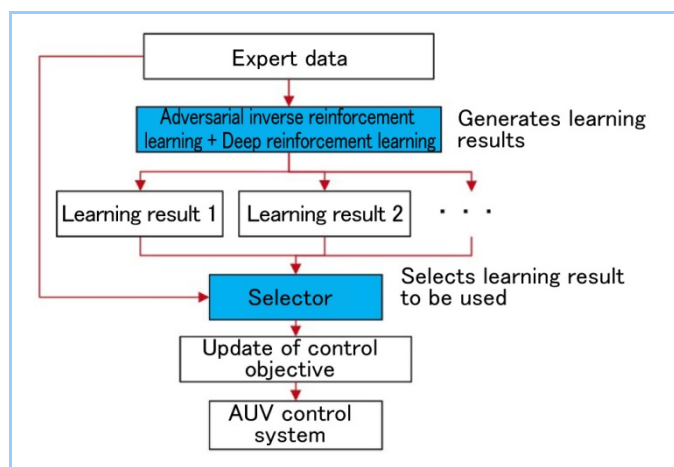 Expert data
Adversarial inverse reinforcement
learning + Deep reinforcement learning
Generates learning
results
Learning result 1
Learning result 2
・・・
Selects learning result
to be used
Selector
Update of control
objective
AUV control
system